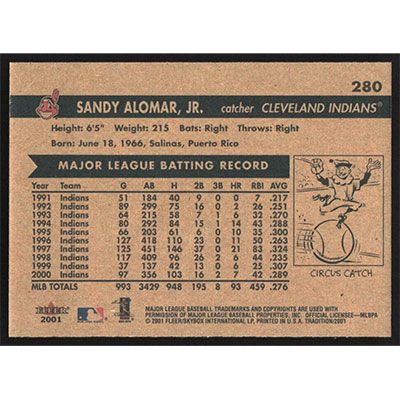 280
SANDY ALOMAR, JR. catcher CLEVELAND INDIANS®
Height: 6'5" Weight: 215 Bats: Right Throws: Right
Born: June 18, 1966, Salinas, Puerto Rico
MAJOR LEAGUE BATTING RECORD
Year Team G AB H 2B 3B HR RBI AVG
1991 Indians 51 184 40 9 0 0 7 .217
1992 Indians 89 299 75 16 0 2 26 .251
1993 Indians 64 215 58 7 1 6 32 .270
1994 Indians 80 292 84 15 1 14 43 .288
1995 Indians 66 203 61 6 0 10 35 .300
1996 Indians 127 418 110 23 0 11 50 .263
1997 Indians 125 451 146 37 0 21 83 .324
1998 Indians 117 409 96 26 2 6 44 .235
1999 Indians 37 137 42 13 0 6 25 .307
2000 Indians 97 356 103 16 2 7 42 .289
MLB TOTALS 993 3429 948 194 8 93 459 .276
CIRCUS CATCH
FLEER
2001
MAJOR LEAGUE BASEBALL TRADEMARKS AND COPYRIGHTS ARE USED WITH
PERMISSION OF MAJOR LEAGUE BASEBALL PROPERTIES, INC. OFFICIAL LICENSEE—MLBPA
© 2001 FLEER/SKYBOX INTERNATIONAL LP, PRINTED IN U.S.A. TRADITION/2001